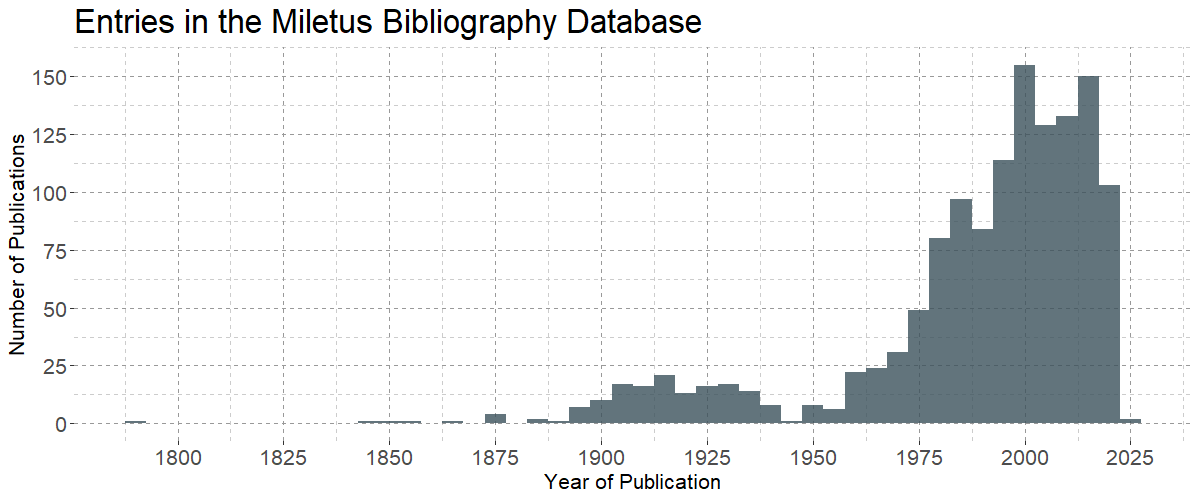 Entries in the Miletus Bibliography Database
Number of Publications
150
125
100
75
50
25
0
1800 1825 1850 1875 1900 1925 1950 1975 2000 2025
Year of Publication